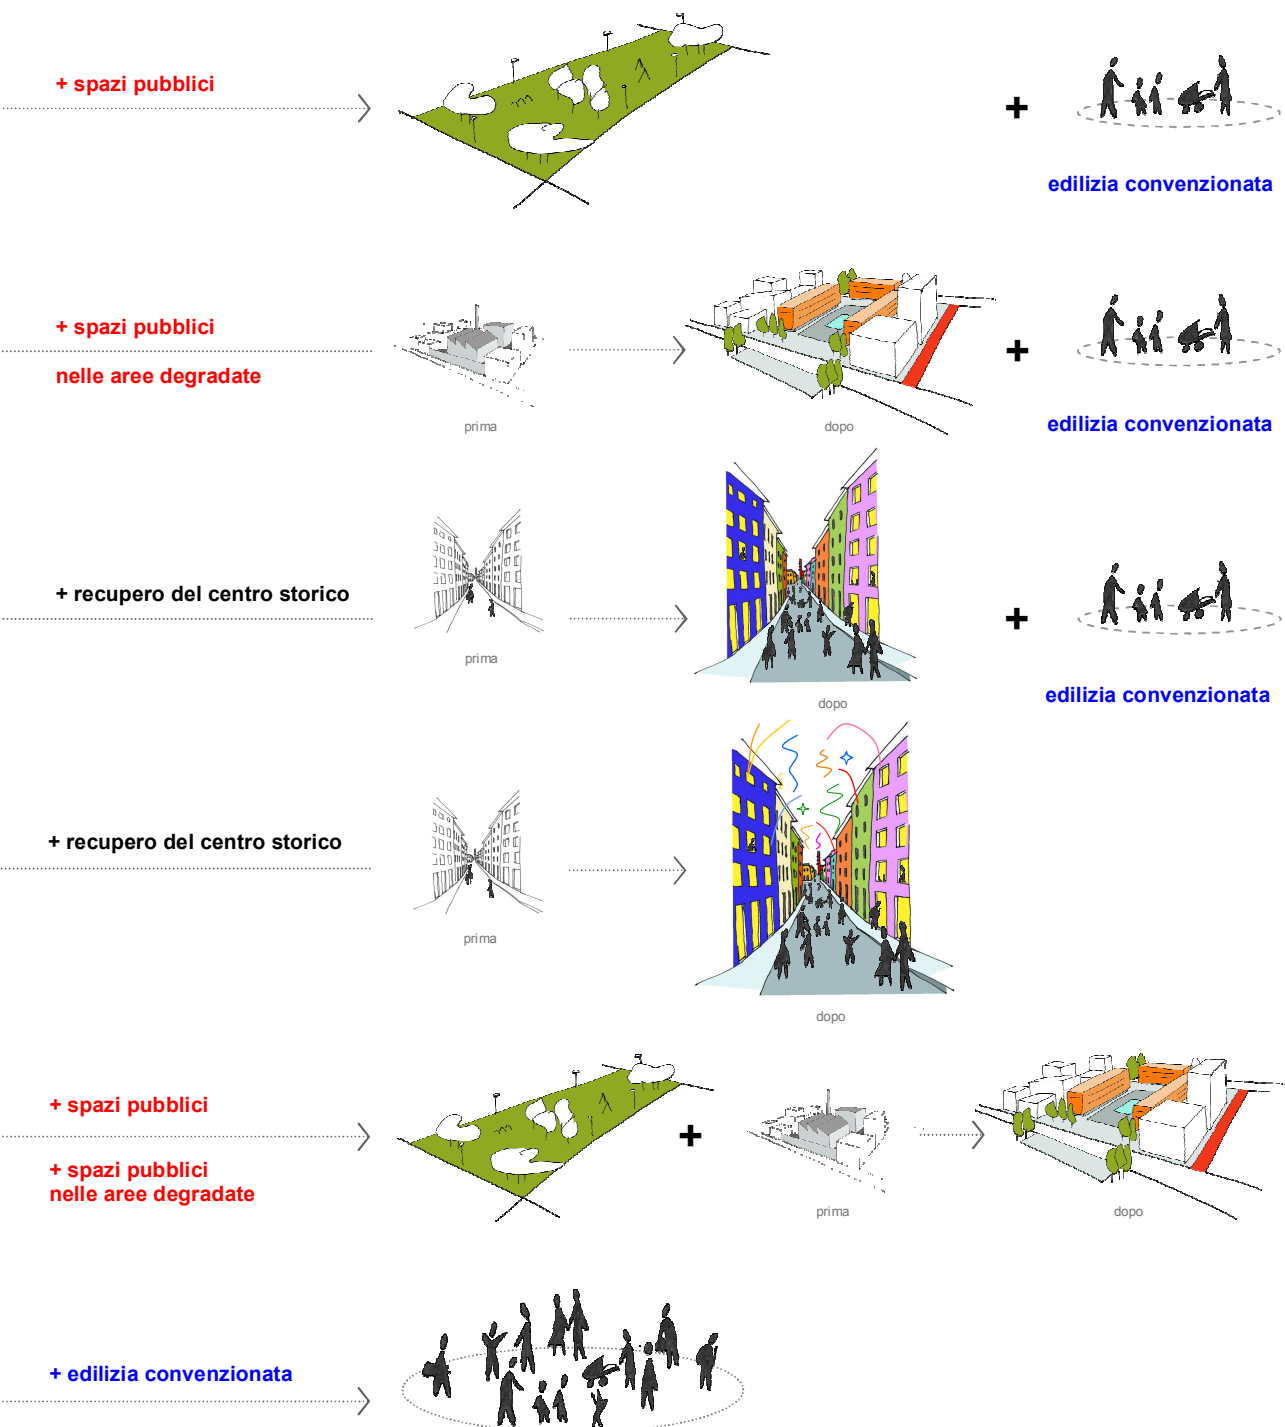 + spazi pubblici
+
edilizia convenzionata
+ spazi pubblici
nelle aree degradate
prima
dopo
+
edilizia convenzionata
+ recupero del centro storico
prima
dopo
+
edilizia convenzionata
+ recupero del centro storico
prima
dopo
+ spazi pubblici
+ spazi pubblici
nelle aree degradate
+
prima
dopo
+ edilizia convenzionata